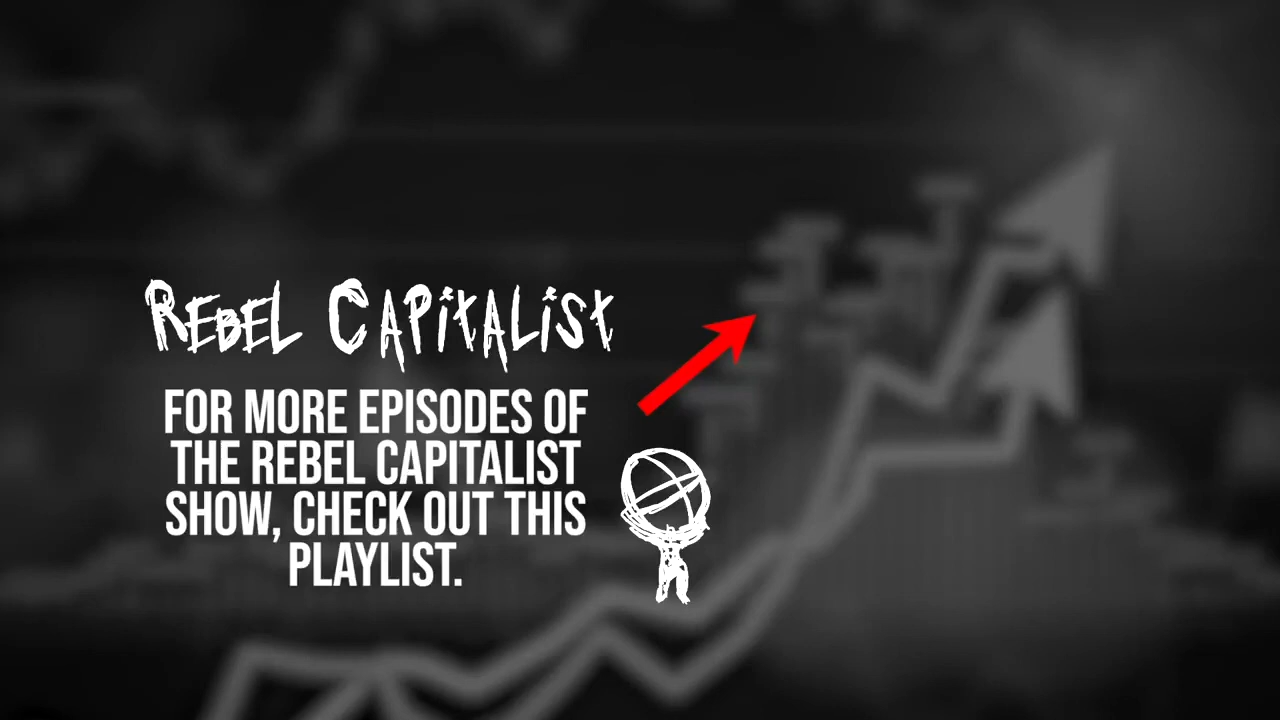 REBEL CAPITALIST
FOR MORE EPISODES OF
THE REBEL CAPITALIST
SHOW, CHECK OUT THIS
PLAYLIST.